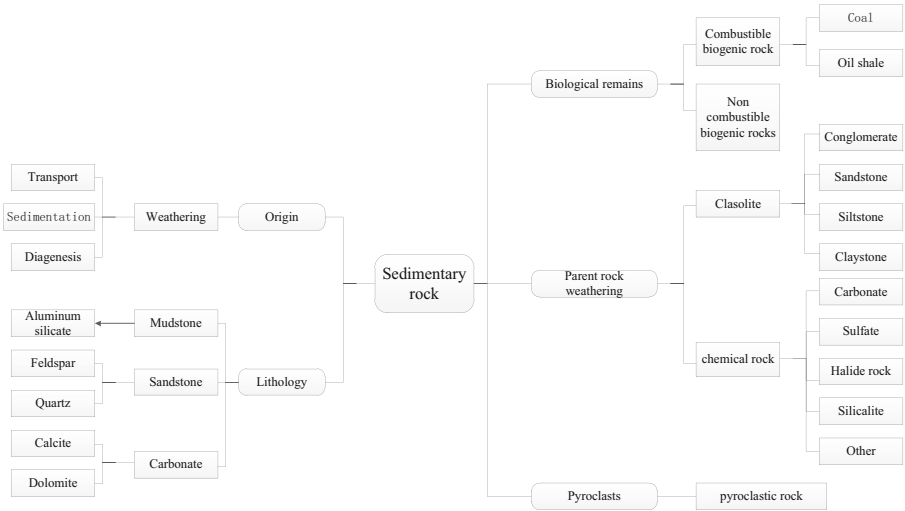 Sedimentary
rock
Origin
Weathering
Transport
Sedimentation
Diagenesis
Lithology
Mudstone
Aluminum
silicate
Sandstone
Feldspar
Quartz
Carbonate
Calcite
Dolomite
Biological remains
Combustible
biogenic rock
Coal
Oil shale
Non
combustible
biogenic rocks
Parent rock
weathering
Clasolite
Conglomerate
Sandstone
Siltstone
Claystone
chemical rock
Carbonate
Sulfate
Halide rock
Silicalite
Other
Pyroclasts
pyroclastic rock